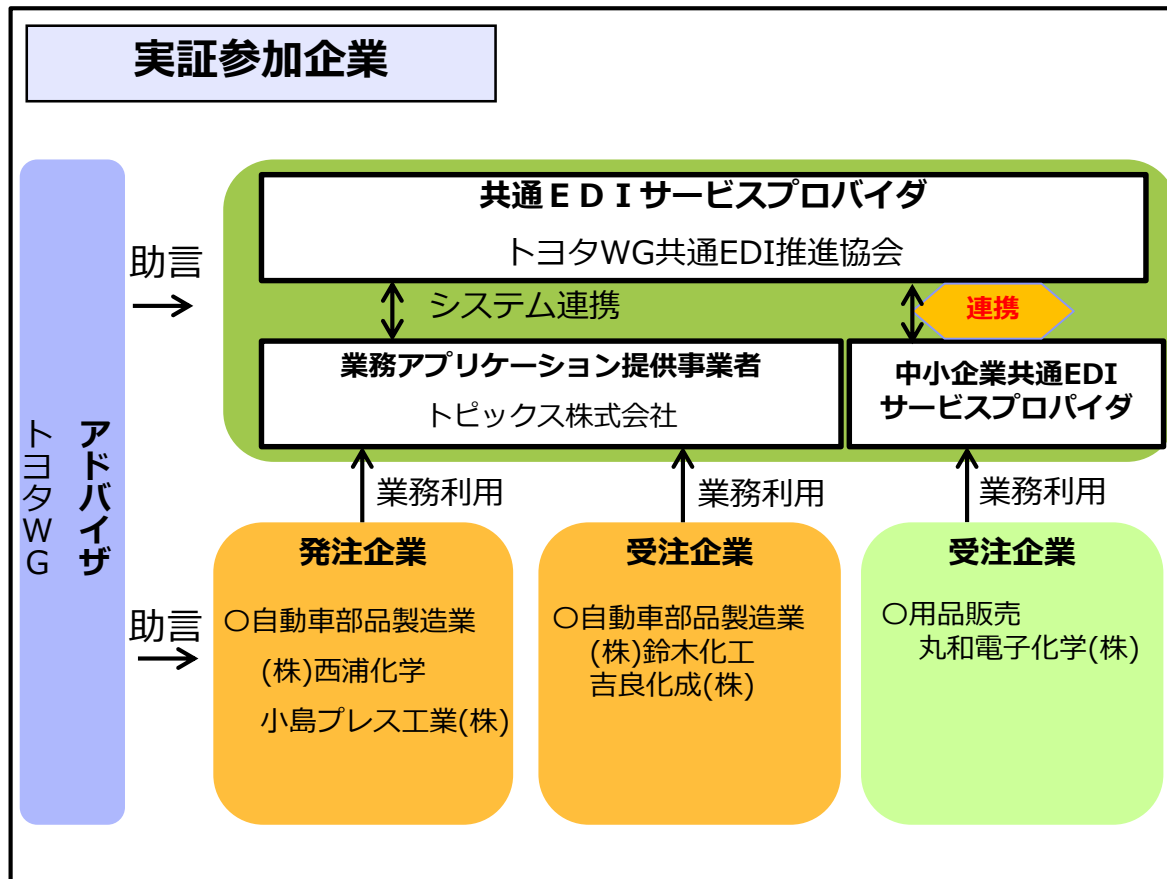 実証参加企業
共通ＥＤＩサービスプロバイダ
トヨタWG共通EDI推進協会
助言
システム連携
連携
業務アプリケーション提供事業者
トピックス株式会社
中小企業共通EDI
サービスプロパイダ
アドバイザ
トヨタWG
業務利用
業務利用
業務利用
助言
発注企業
〇自動車部品製造業
(株)西浦化学
小島プレス工業(株)
受注企業
〇自動車部品製造業
(株)鈴木化工
吉良化成(株)
受注企業
〇用品販売
丸和電子化学(株)